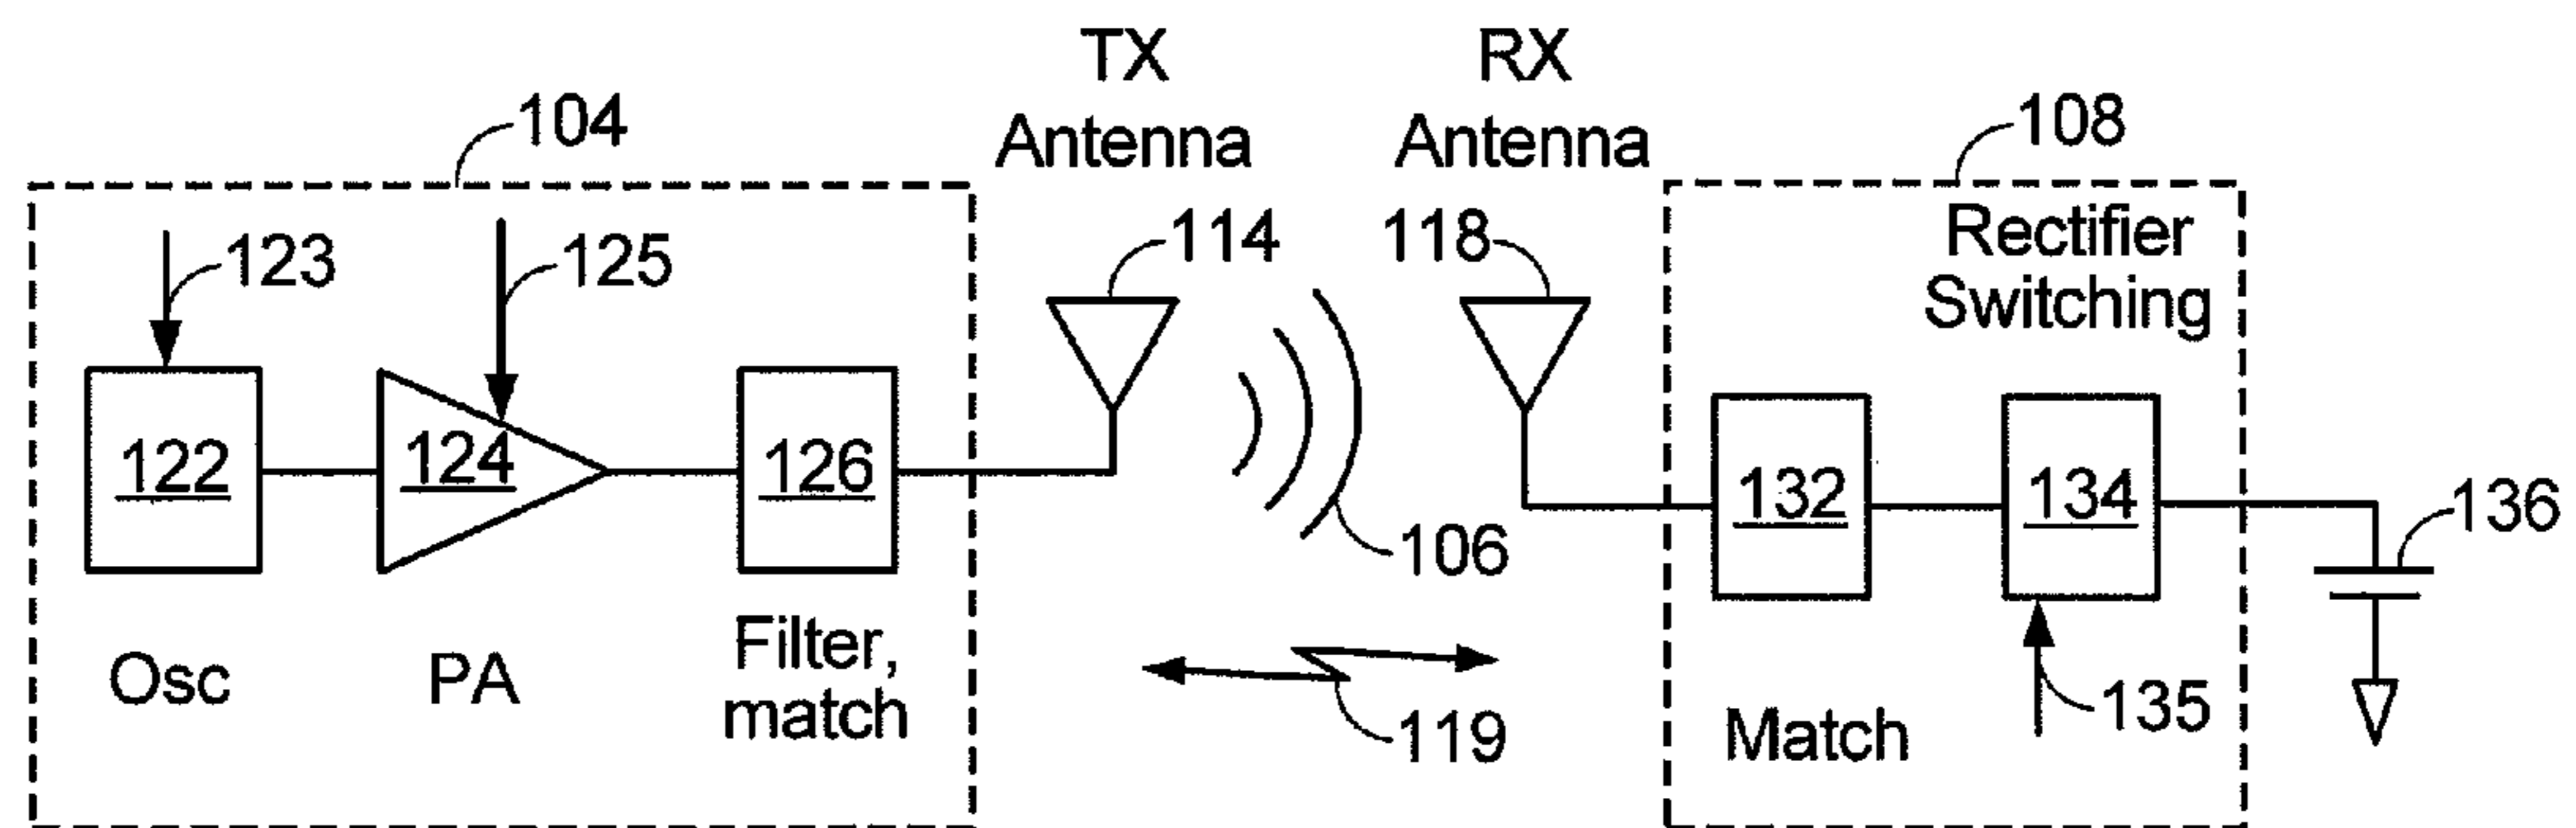 TX
Antenna
RX
Antenna
104
108
123
125
114
118
Rectifier
Switching
122
124
126
132
134
136
106
Osc
PA
Filter,
match
119
Match
135